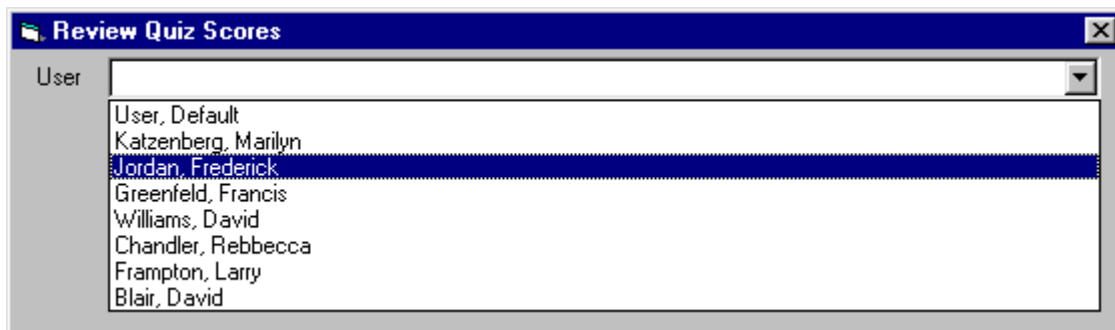 Review Quiz Scores
User
User, Default
Katzenberg, Marilyn
Jordan, Frederick
Greenfeld, Francis
Williams, David
Chandler, Rebbecca
Frampton, Larry
Blair, David